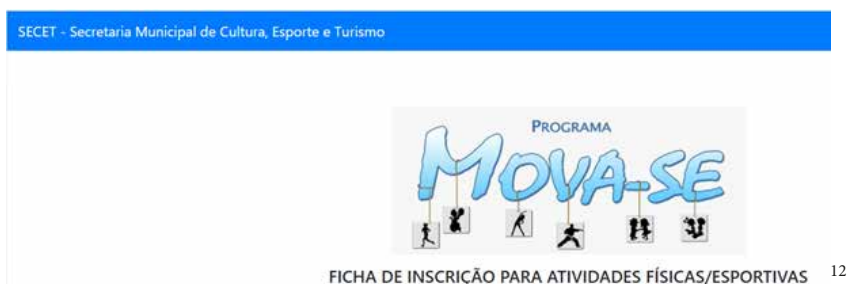 SECET - Secretaria Municipal de Cultura, Esporte e Turismo
PROGRAMA
MOVA-SE
FICHA DE INSCRIÇÃO PARA ATIVIDADES FÍSICAS/ESPORTIVAS
12